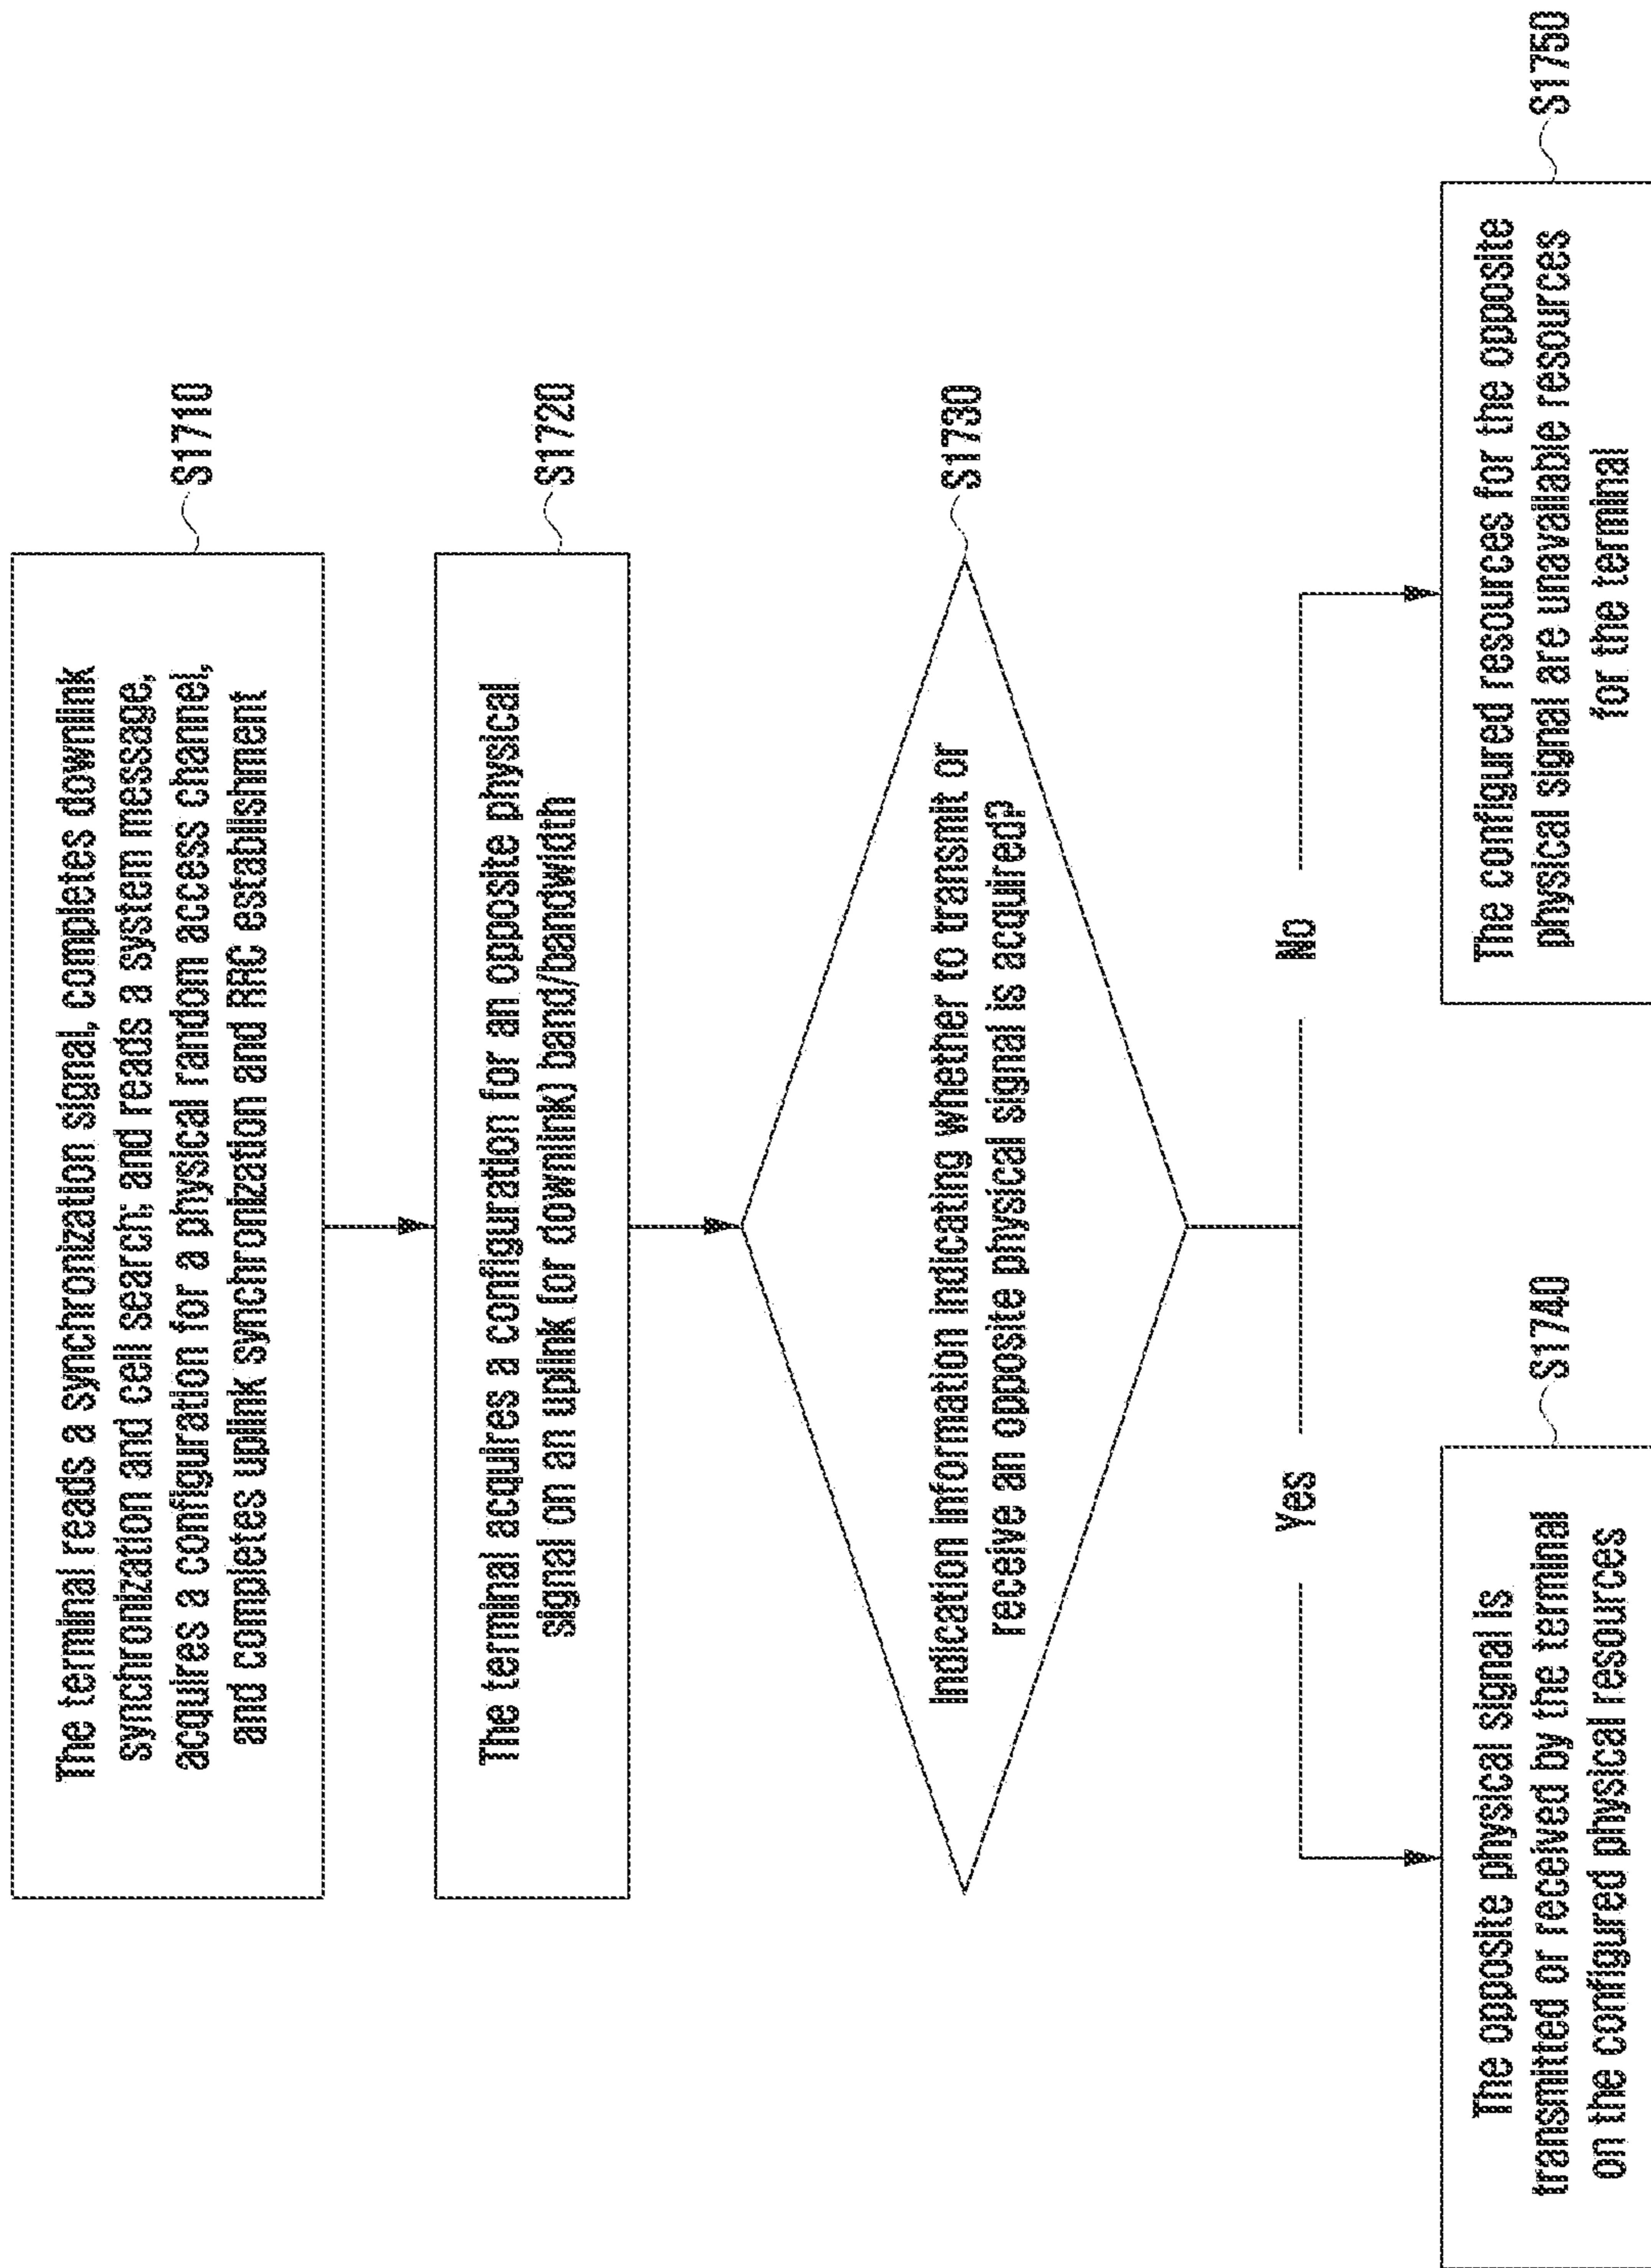 The terminal reads a synchronization signal, completes downlink
synchronization and cell search; and reads a system message,
acquires a configuration for a physical random access channel,
and completes uplink synchronization and RRC establishment
S1710
The terminal acquires a configuration for an opposite physical
signal on an uplink (or downlink) band/bandwidth
S1720
Indication information indicating whether to transmit or
receive an opposite physical signal is acquired?
S1730
Yes
No
The opposite physical signal is
transmitted or received by the terminal
on the configured physical resources
S1740
The configured resources for the opposite
physical signal are unavailable resources
for the terminal
S1750